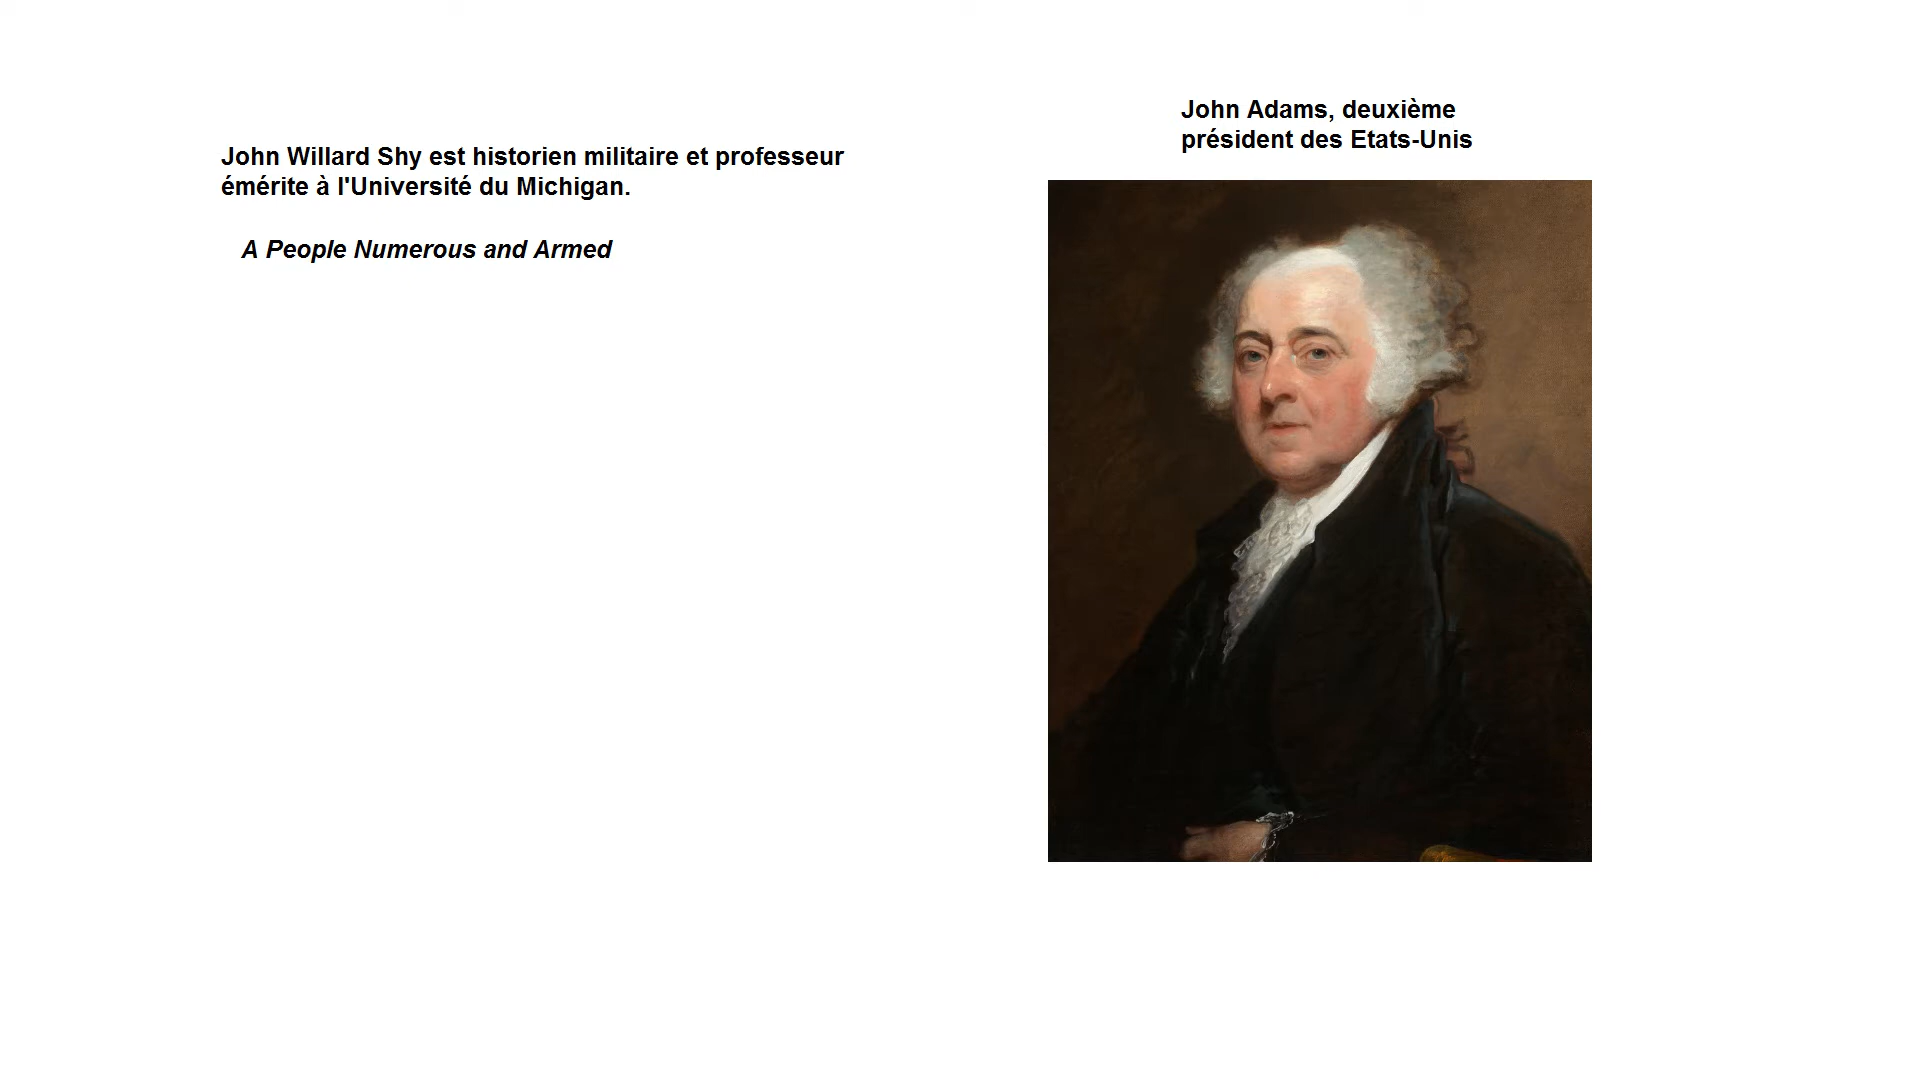 John Willard Shy est historien militaire et professeur
émérite à l'Université du Michigan.
A People Numerous and Armed
John Adams, deuxième
président des Etats-Unis